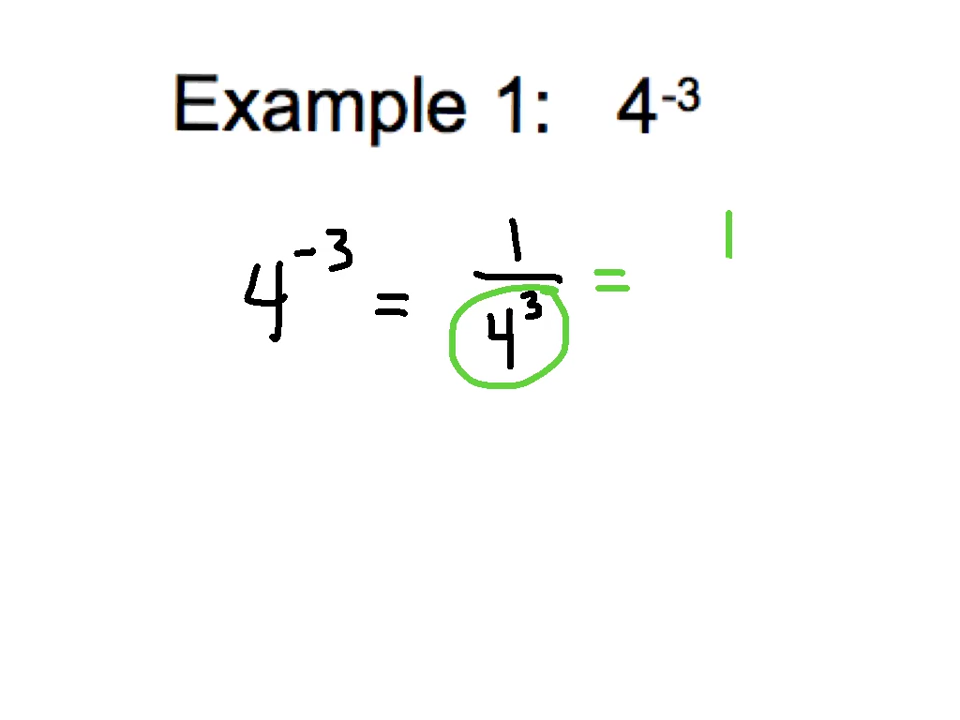 Example 1: 4⁻³
4⁻³ = 1/4³ = 1